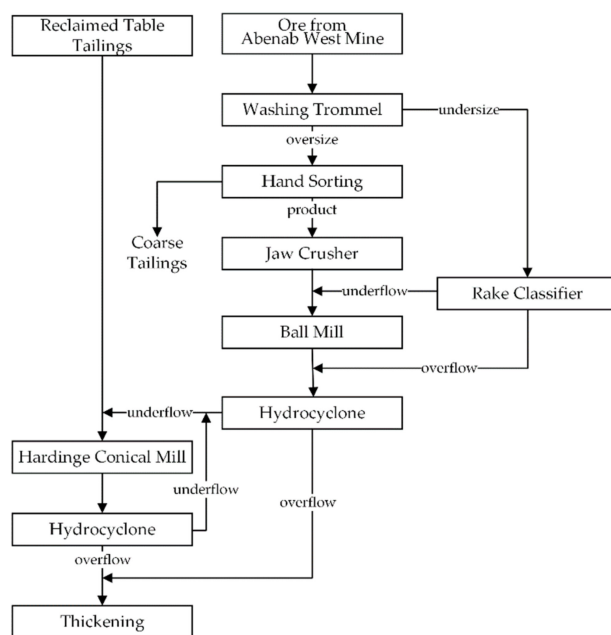 Reclaimed Table
Tailings
Ore from
Abenab West Mine
Washing Trommel
undersize
oversize
Hand Sorting
product
Coarse
Tailings
Jaw Crusher
underflow
Rake Classifier
Ball Mill
overflow
underflow
Hydrocyclone
Hardinge Conical Mill
underflow
overflow
Hydrocyclone
overflow
Thickening